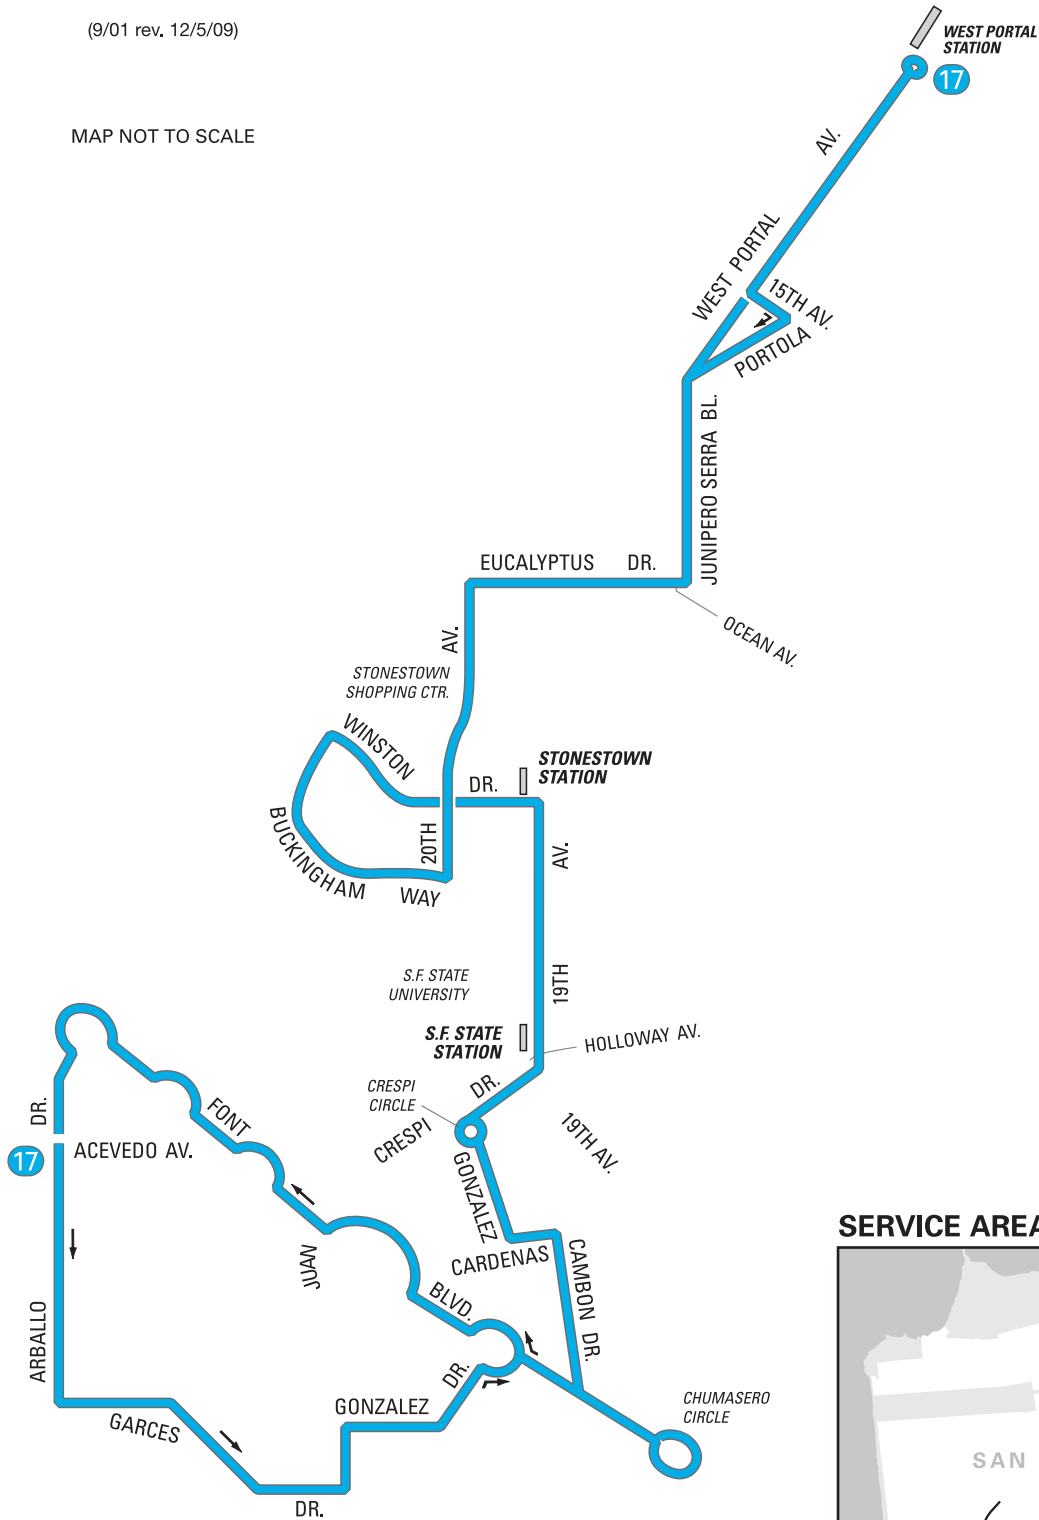 (9/01 rev. 12/5/09)
MAP NOT TO SCALE
WEST PORTAL
STATION
17
AV.
WEST PORTAL
15TH AV.
PORTOLA
JUNIPERO SERRA BL.
EUCALYPTUS DR.
OCEAN AV.
AV.
STONESTOWN
SHOPPING CTR.
WINSTON
DR.
STONESTOWN
STATION
20TH
BUCKINGHAM
WAY
AV.
19TH
S.F. STATE
UNIVERSITY
S.F. STATE
STATION
HOLLOWAY AV.
DR.
CRESPI
CIRCLE
CRESPI
19TH AV.
GONZALEZ
CARDENAS
CAMBON DR.
FONT
DR.
ACEVEDO AV.
17
JUAN
BLVD.
ARBALLO
DR.
GONZALEZ
GARCES
DR.
CHUMASERO
CIRCLE
SERVICE AREA
SAN